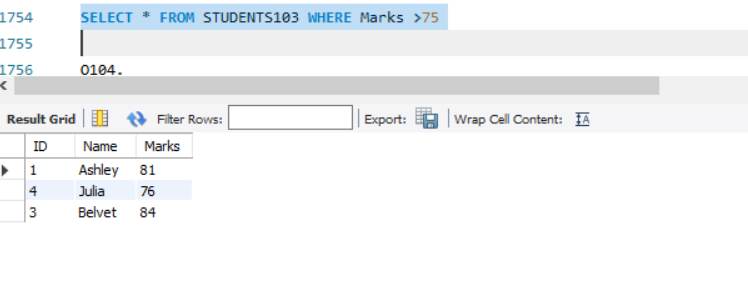 1754 SELECT * FROM STUDENTS103 WHERE Marks >75
1755
1756 O104.
Result Grid Filter Rows: Export: Wrap Cell Content: IA
ID Name Marks
1 Ashley 81
4 Julia 76
3 Belvet 84